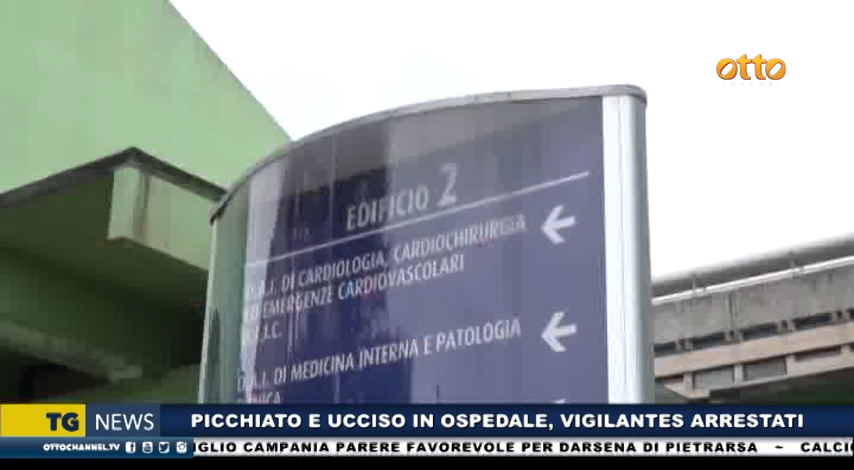 otto
EDIFICIO 2
D.A.I. DI CARDIOLOGIA, CARDIOCHIRURGIA
EMERGENZE CARDIOVASCOLARI
DI MEDICINA INTERNA E PATOLOGIA
TG NEWS
PICCHIATO E UCCISO IN OSPEDALE, VIGILANTES ARRESTATI
OTTOCHANNEL.TV
IGLIO CAMPANIA PARERE FAVOREVOLE PER DARSENA DI PIETRARSA ~ CALCI